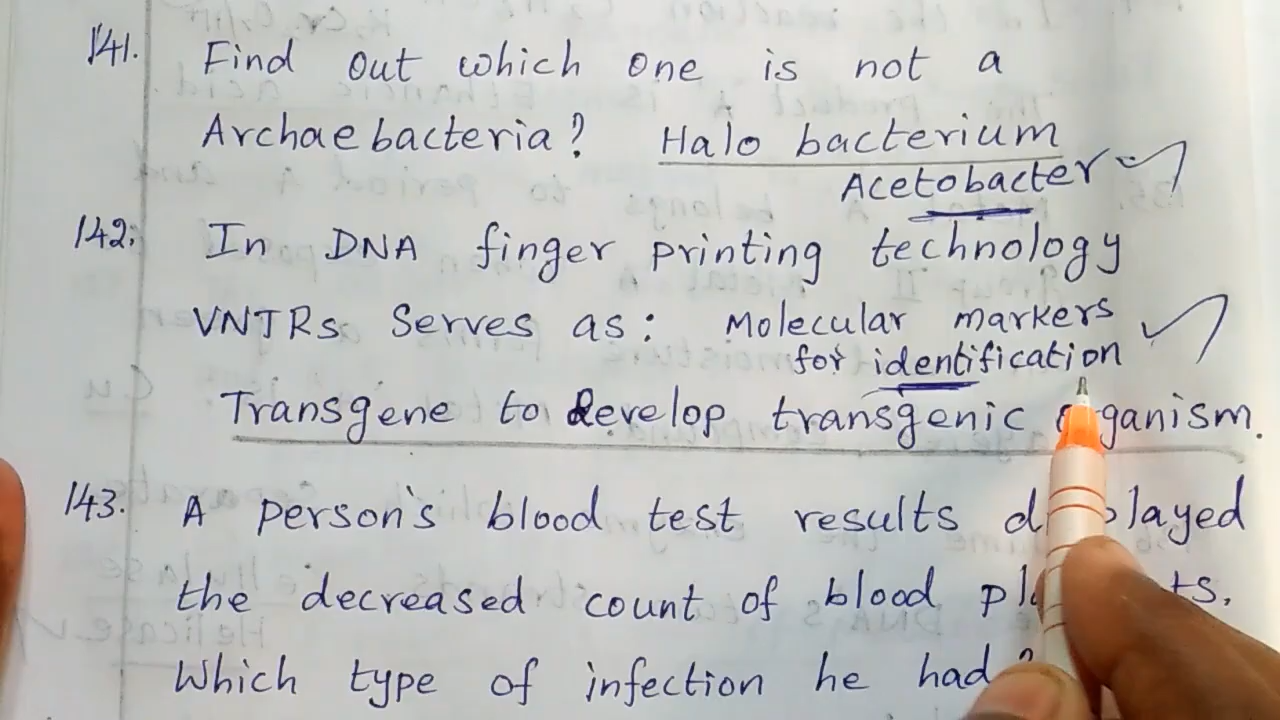 141. Find out which one is not a
Archaebacteria? Halo bacterium
Acetobacter
142. In DNA finger printing technology
VNTRs Serves as: Molecular markers
for identification
Transgene to develop transgenic organism.
143. A person's blood test results
the decreased count of blood
Which type of infection he had?